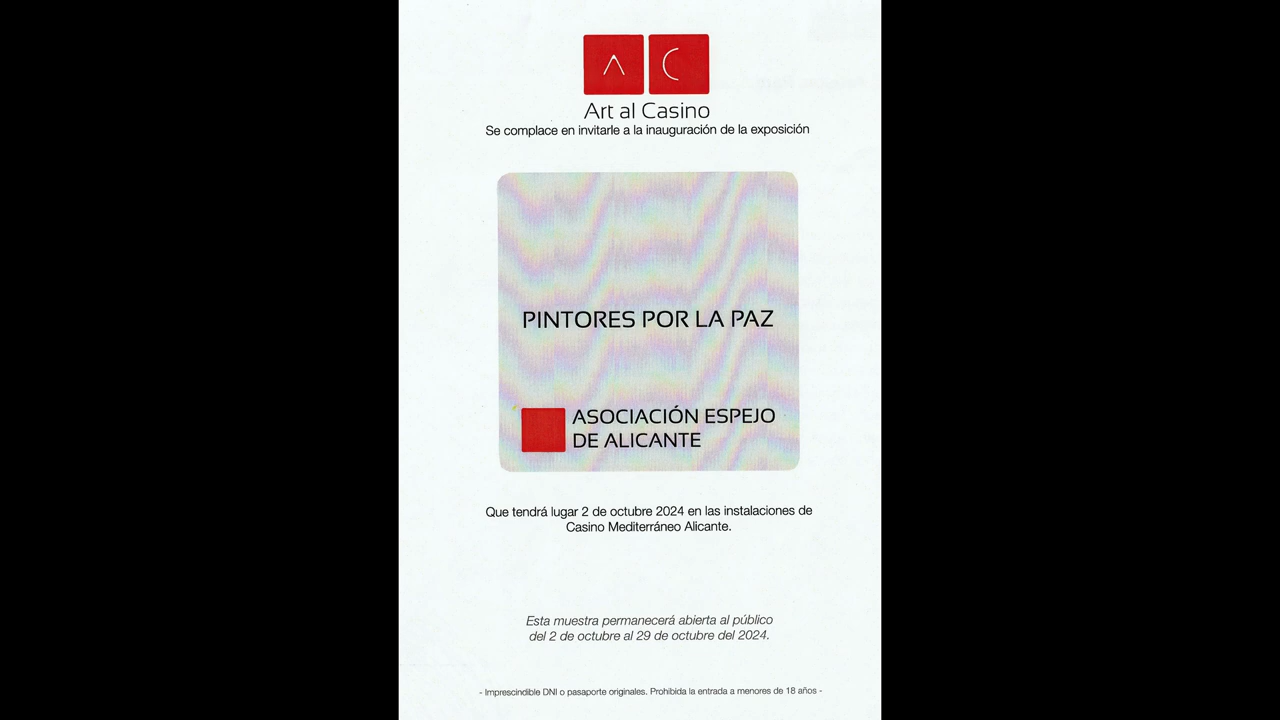 A C
Art al Casino
Se complace en invitarle a la inauguración de la exposición
PINTORES POR LA PAZ
ASOCIACIÓN ESPEJO
DE ALICANTE
Que tendrá lugar 2 de octubre 2024 en las instalaciones de
Casino Mediterráneo Alicante.
Esta muestra permanecerá abierta al público
del 2 de octubre al 29 de octubre del 2024.
- Imprescindible DNI o pasaporte originales. Prohibida la entrada a menores de 18 años -